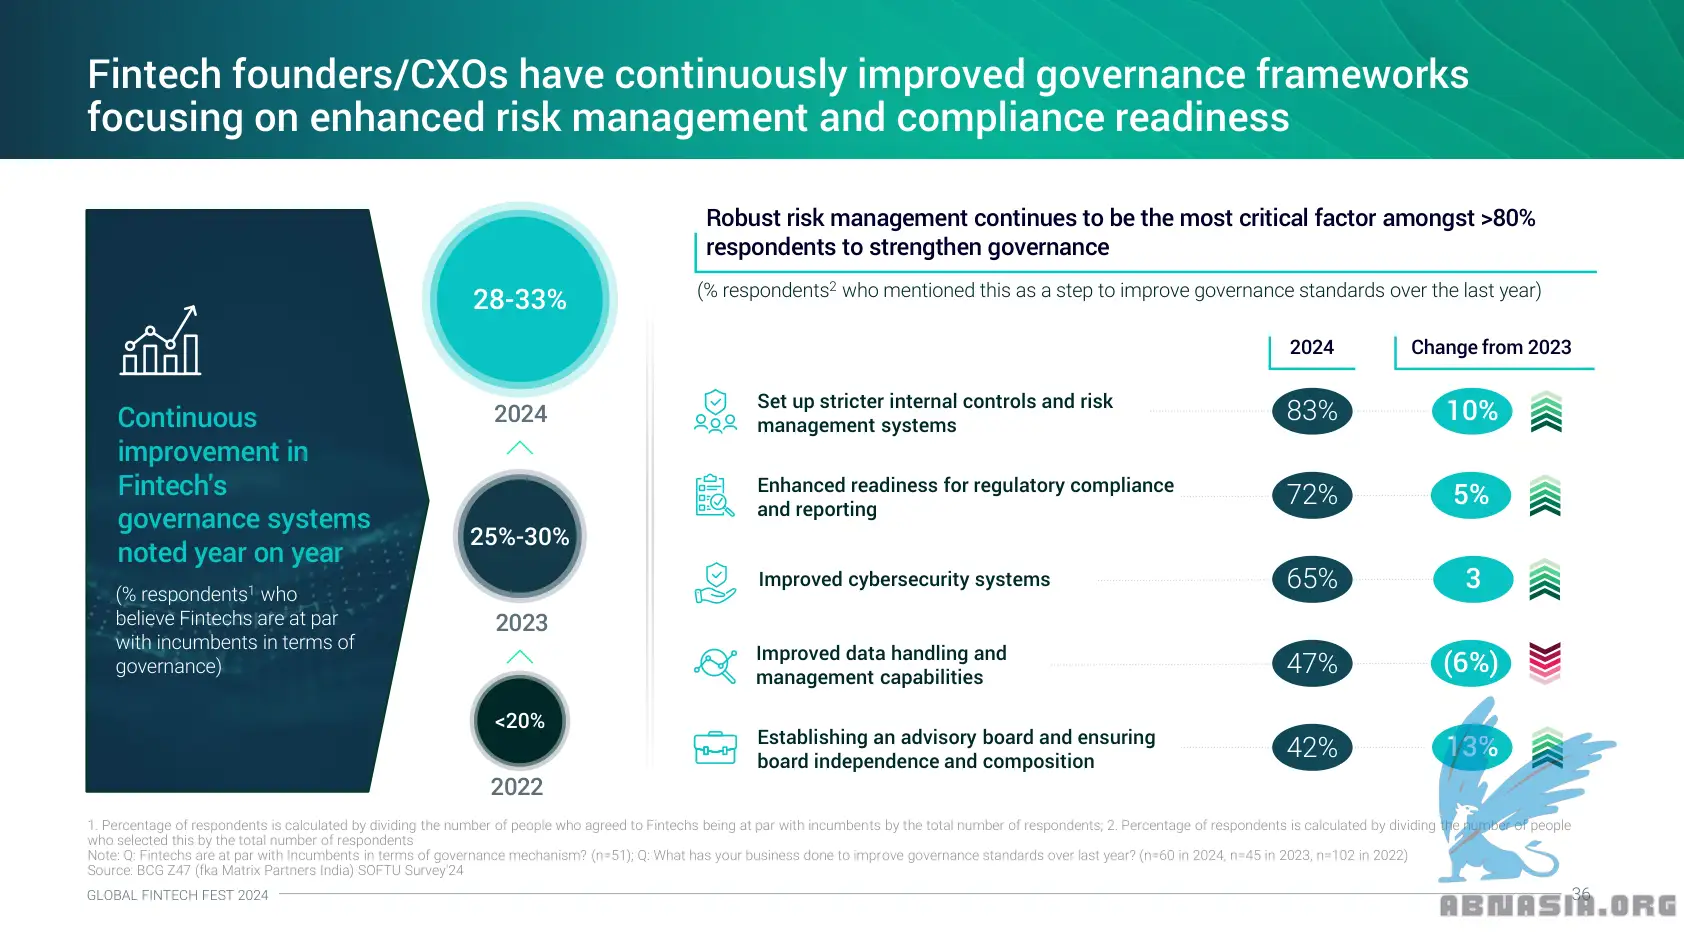 Fintech founders/CXOs have continuously improved governance frameworks
focusing on enhanced risk management and compliance readiness
Continuous
improvement in
Fintech's
governance systems
noted year on year
(% respondents¹ who
believe Fintechs are at par
with incumbents in terms of
governance)
28-33%
2024
25%-30%
2023
<20%
2022
Robust risk management continues to be the most critical factor amongst >80%
respondents to strengthen governance
(% respondents² who mentioned this as a step to improve governance standards over the last year)
2024 Change from 2023
Set up stricter internal controls and risk
management systems
83% 10%
Enhanced readiness for regulatory compliance
and reporting
72% 5%
Improved cybersecurity systems
65% 3
Improved data handling and
management capabilities
47% (6%)
Establishing an advisory board and ensuring
board independence and composition
42% 13%
1. Percentage of respondents is calculated by dividing the number of people who agreed to Fintechs being at par with incumbents by the total number of respondents; 2. Percentage of respondents is calculated by dividing the number of people
who selected this by the total number of respondents
Note: Q: Fintechs are at par with Incumbents in terms of governance mechanism? (n=51); Q: What has your business done to improve governance standards over last year? (n=60 in 2024, n=45 in 2023, n=102 in 2022)
Source: BCG Z47 (fka Matrix Partners India) SOFTU Survey'24
GLOBAL FINTECH FEST 2024
36
ABNASIA.ORG